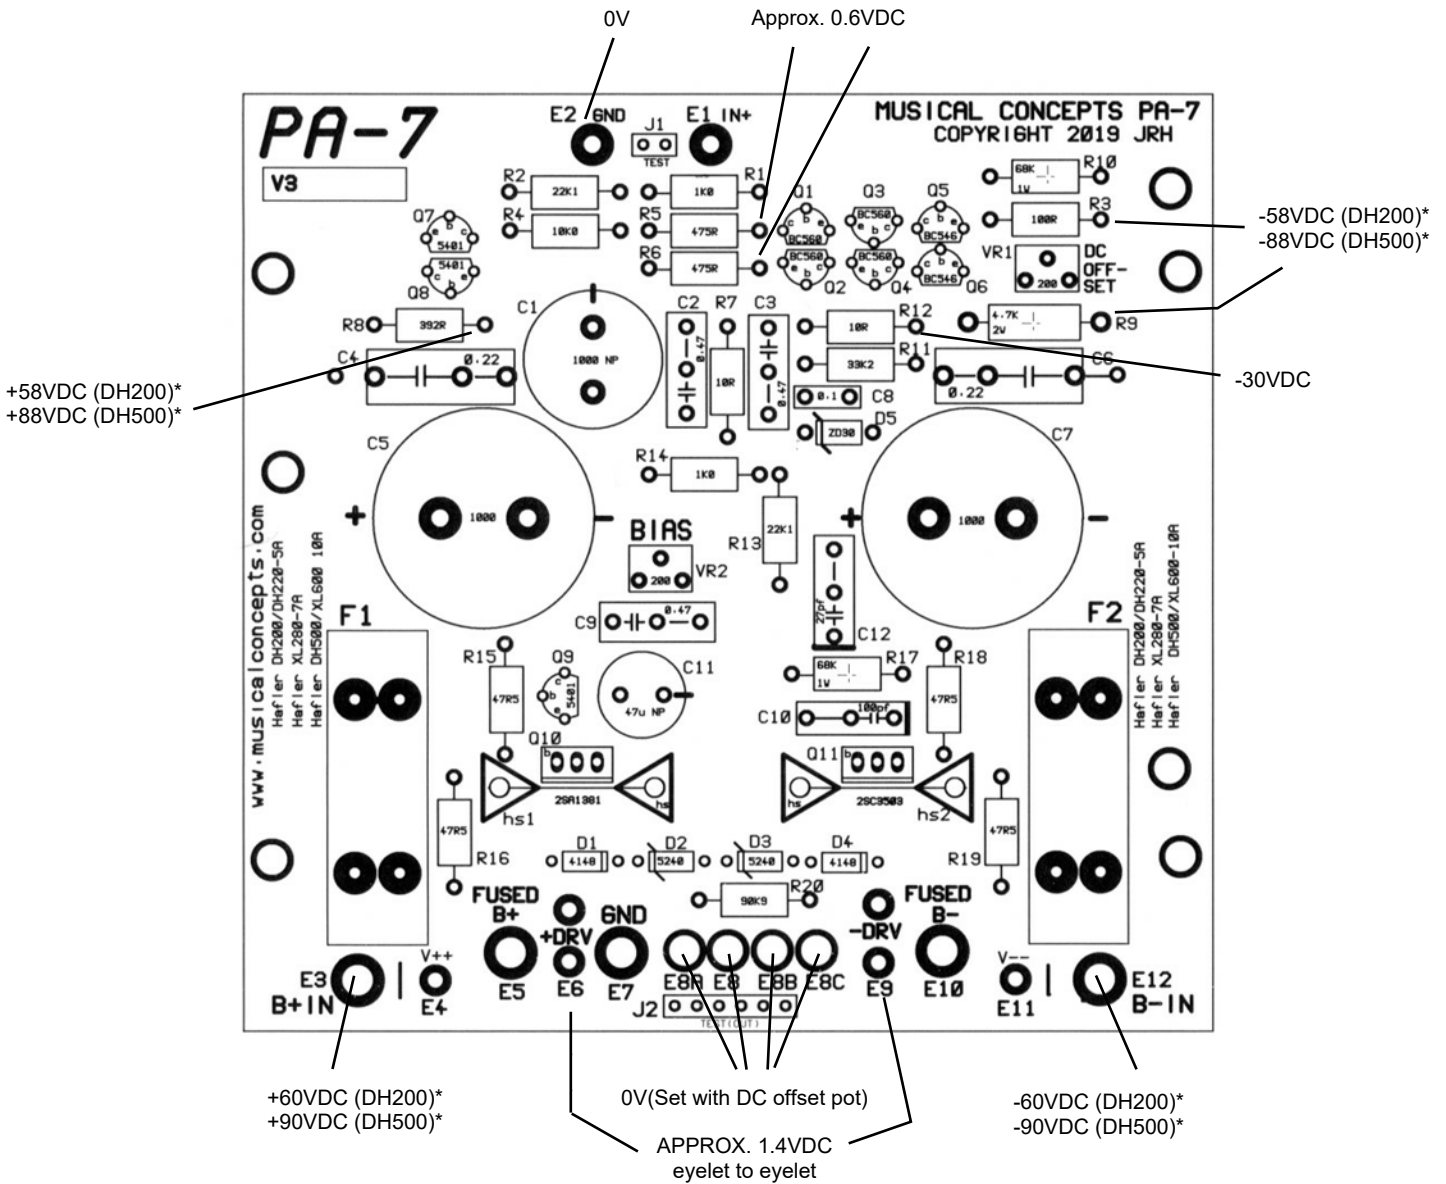 0V
Approx. 0.6VDC
PA-7
E2 GND
J1
TEST
E1 IN+
MUSICAL CONCEPTS PA-7
COPYRIGHT 2019 JRH
V3
R2
22K1
R1
1K0
Q1
Q3
Q5
68K
1W
R10
Q7
b
e
c
5401
R4
10K0
R5
475R
e
b
c
BC560
BC560
e
b
c
c
b
e
BC546
100R
R3
-58VDC (DH200)*
-88VDC (DH500)*
R6
475R
BC560
e
b
c
Q2
BC560
e
b
c
Q4
c
b
e
BC546
Q6
VR1
200
DC
OFF-
SET
5401
c
b
e
Q8
C1
1000 NP
C2
0.47
R7
10R
C3
0.47
R12
10R
4.7K
2W
R9
R8
392R
R11
33K2
C4
0.22
C6
0.22
-30VDC
+58VDC (DH200)*
+88VDC (DH500)*
0.1
C8
D5
ZD30
C5
+
1000
C7
+
1000
R14
1K0
R13
22K1
BIAS
200
VR2
www.musicalconcepts.com
Hafler DH200/DH220-5A
Hafler XL280-7A
Hafler DH500/XL600 10A
F1
C9
0.47
27pf
C12
F2
Hafler DH200/DH220-5A
Hafler XL280-7A
Hafler DH500/XL600-10A
R15
47R5
Q9
c
b
e
5401
C11
47u NP
68K
1W
R17
R18
47R5
C10
100pf
Q10
b
2SA1381
hs
hs1
Q11
b
2SC3503
hs
hs2
R16
47R5
R19
47R5
D1
4148
D2
5240
D3
5240
D4
4148
R20
90K9
FUSED
B+
+DRV
GND
-DRV
FUSED
B-
E3
B+IN
V++
E4
E5
E6
E7
E8A
E8
E8B
E8C
E9
E10
V--
E11
E12
B-IN
J2
TEST(OUT)
+60VDC (DH200)*
+90VDC (DH500)*
0V(Set with DC offset pot)
-60VDC (DH200)*
-90VDC (DH500)*
APPROX. 1.4VDC
eyelet to eyelet